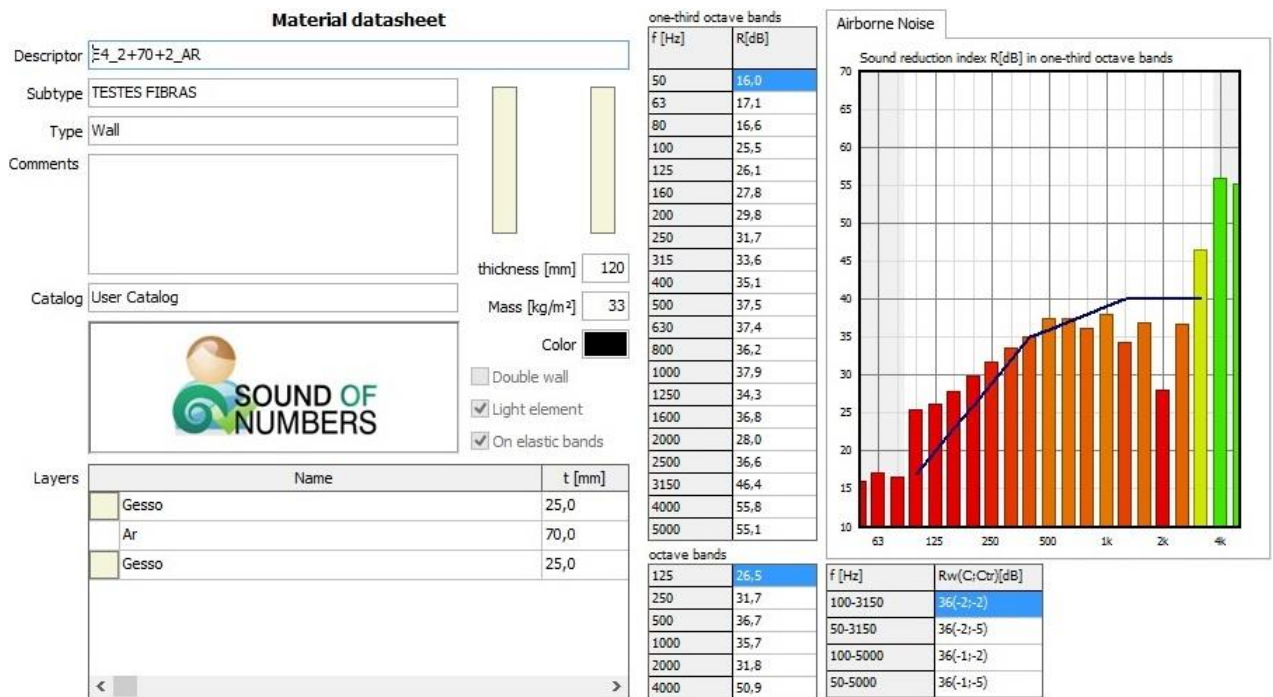 Material datasheet
Descriptor E4_2+70+2_AR
Subtype TESTES FIBRAS
Type Wall
Comments
thickness [mm] 120
Catalog User Catalog
Mass [kg/m²] 33
Color
SOUND OF
NUMBERS
Double wall
Light element
On elastic bands
Layers Name t [mm]
Gesso 25,0
Ar 70,0
Gesso 25,0
< >
one-third octave bands
f [Hz] R[dB]
50 16,0
63 17,1
80 16,6
100 25,5
125 26,1
160 27,8
200 29,8
250 31,7
315 33,6
400 35,1
500 37,5
630 37,4
800 36,2
1000 37,9
1250 34,3
1600 36,8
2000 28,0
2500 36,6
3150 46,4
4000 55,8
5000 55,1
octave bands
125 26,5
250 31,7
500 36,7
1000 35,7
2000 31,8
4000 50,9
Airborne Noise
Sound reduction index R[dB] in one-third octave bands
70
65
60
55
50
45
40
35
30
25
20
15
10
63 125 250 500 1k 2k 4k
f [Hz] Rw(C;Ctr)[dB]
100-3150 36(-2;-2)
50-3150 36(-2;-5)
100-5000 36(-1;-2)
50-5000 36(-1;-5)